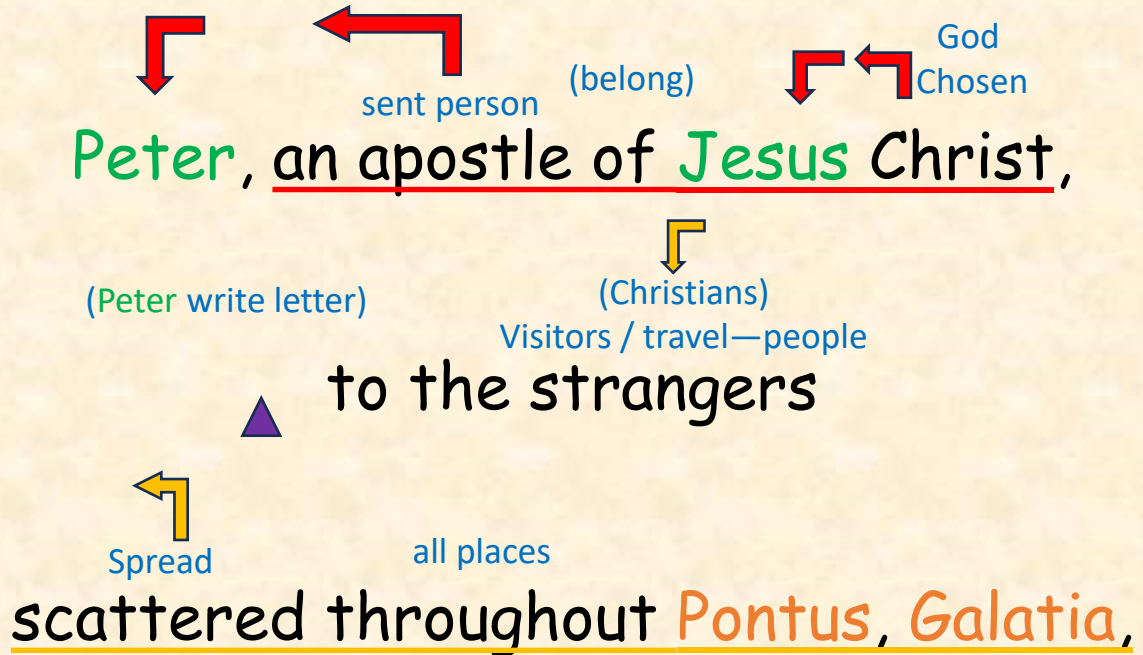 God
Chosen
(belong)
sent person
Peter, an apostle of Jesus Christ,
(Christians)
(Peter write letter)
Visitors / travel—people
to the strangers
Spread
all places
scattered throughout Pontus, Galatia,